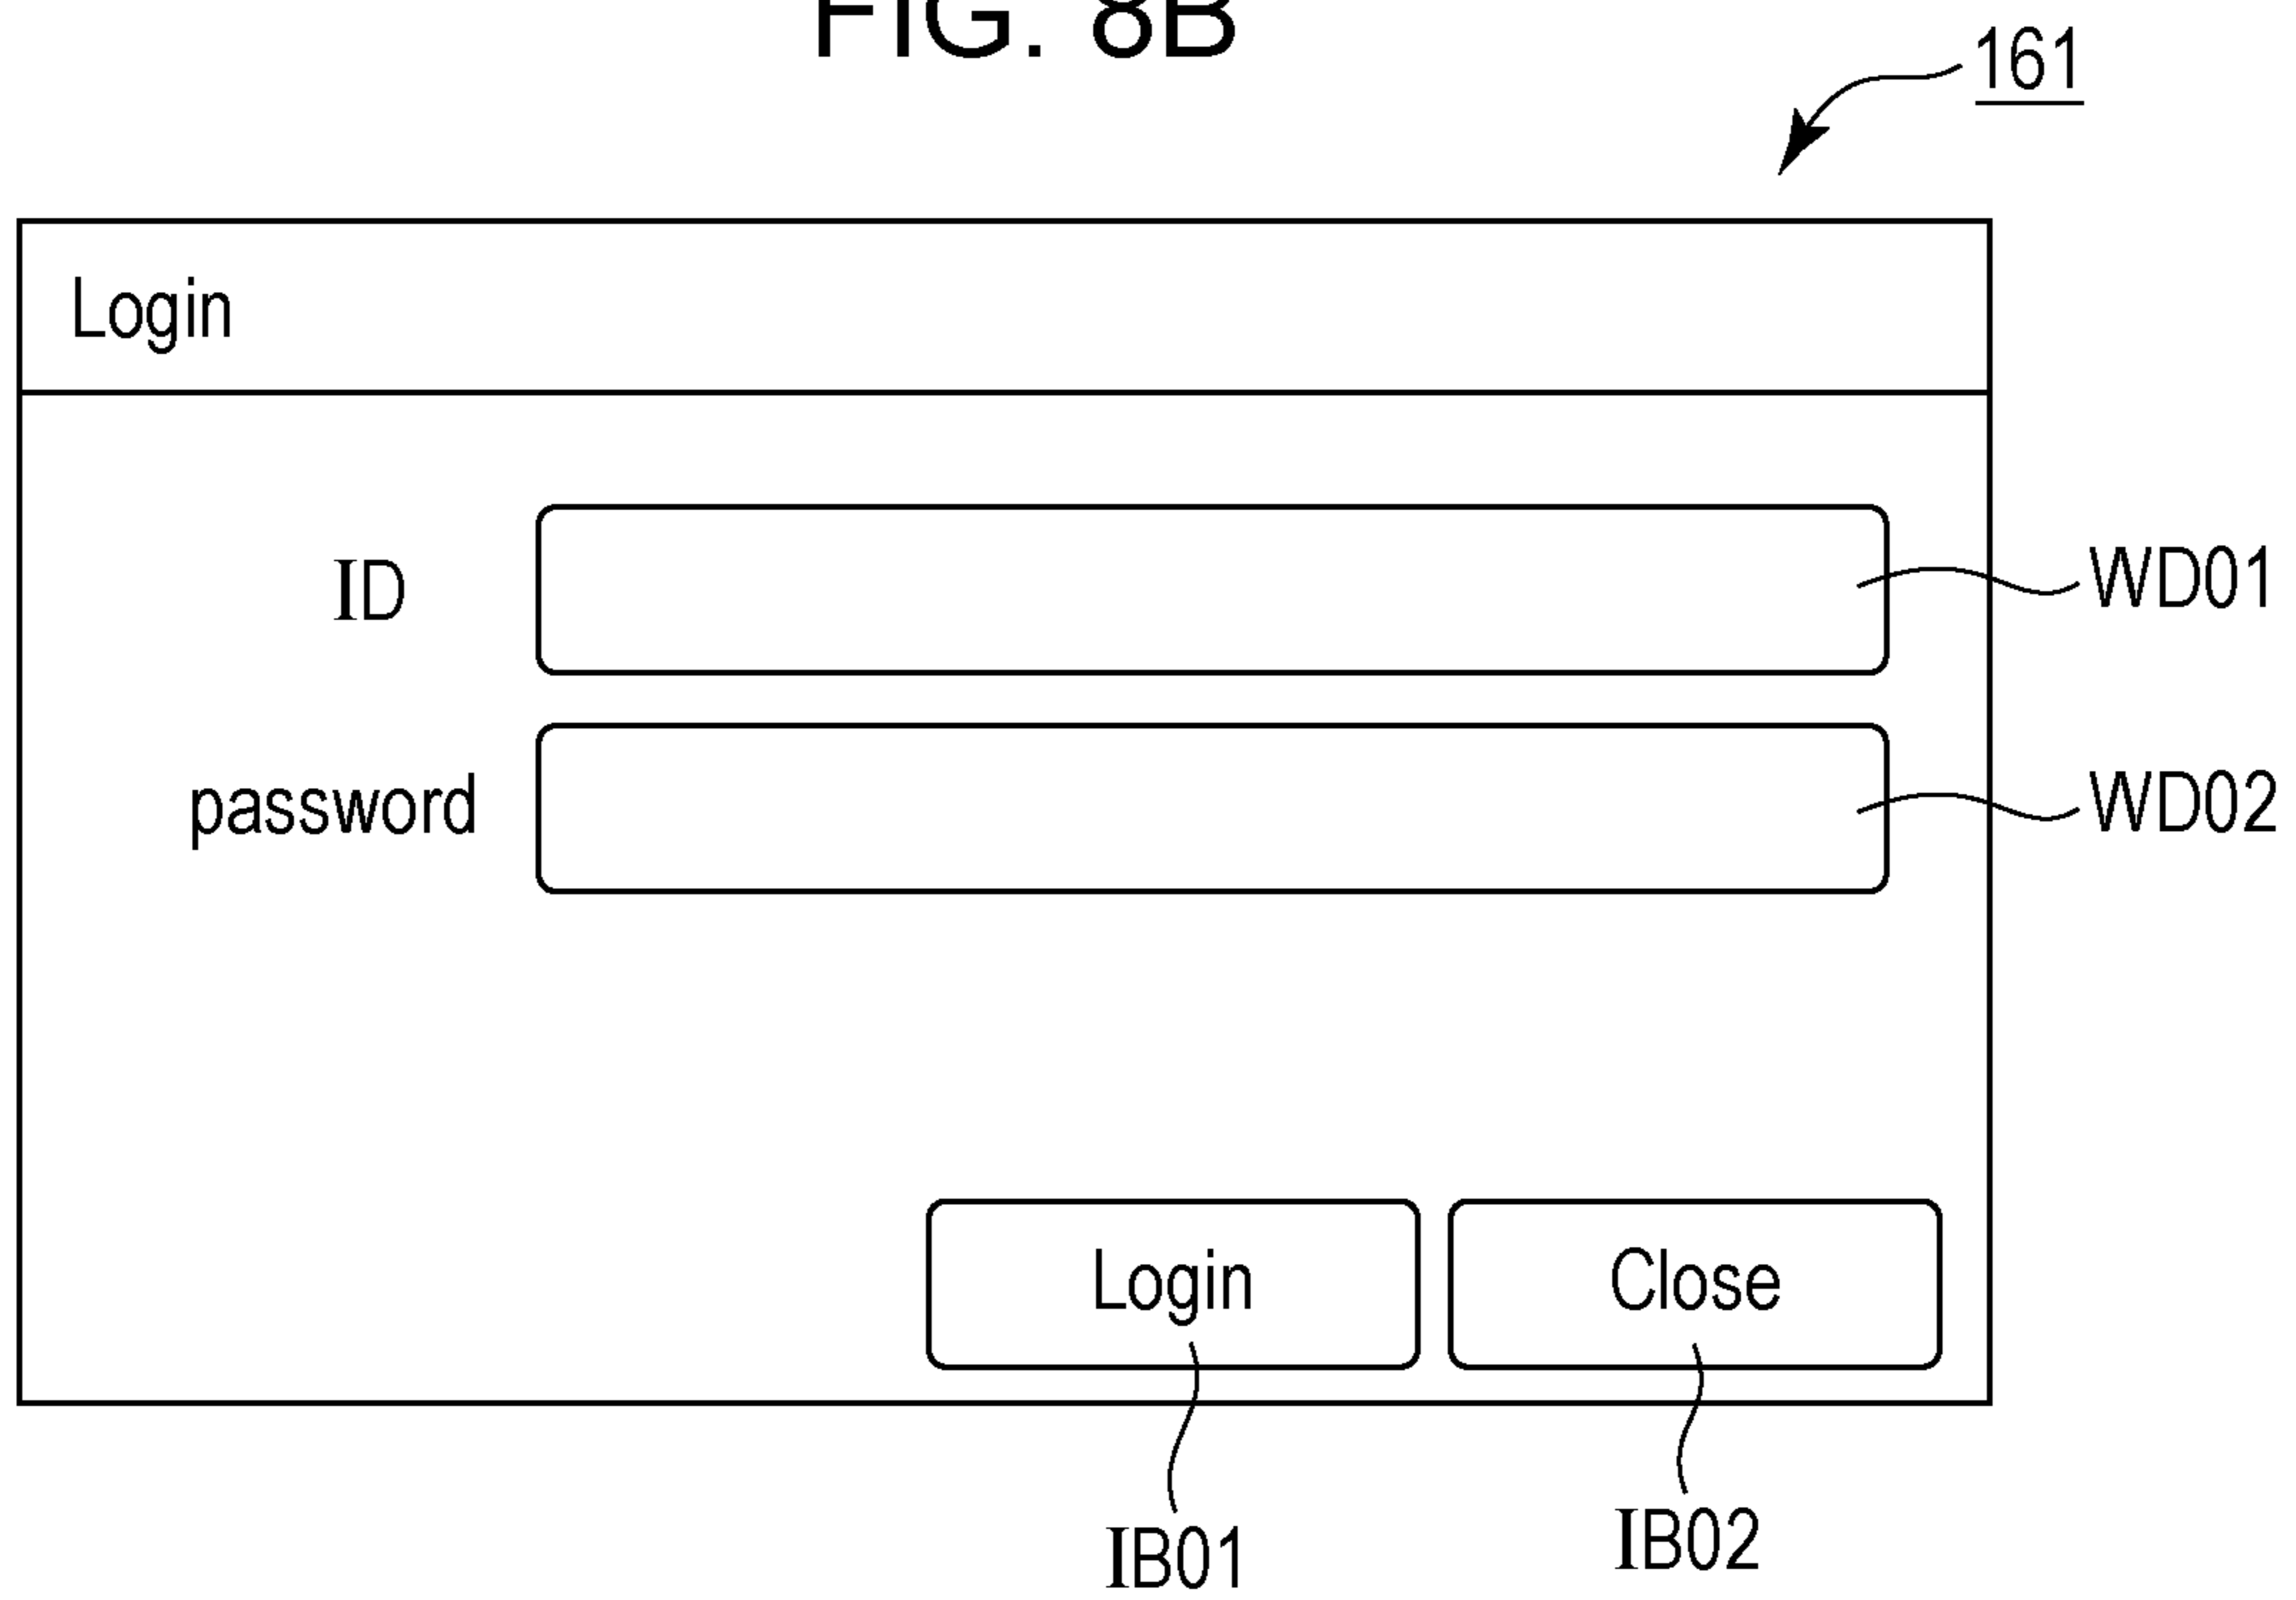 FIG. 8B
161
Login
ID
WD01
password
WD02
Login
Close
IB01
IB02